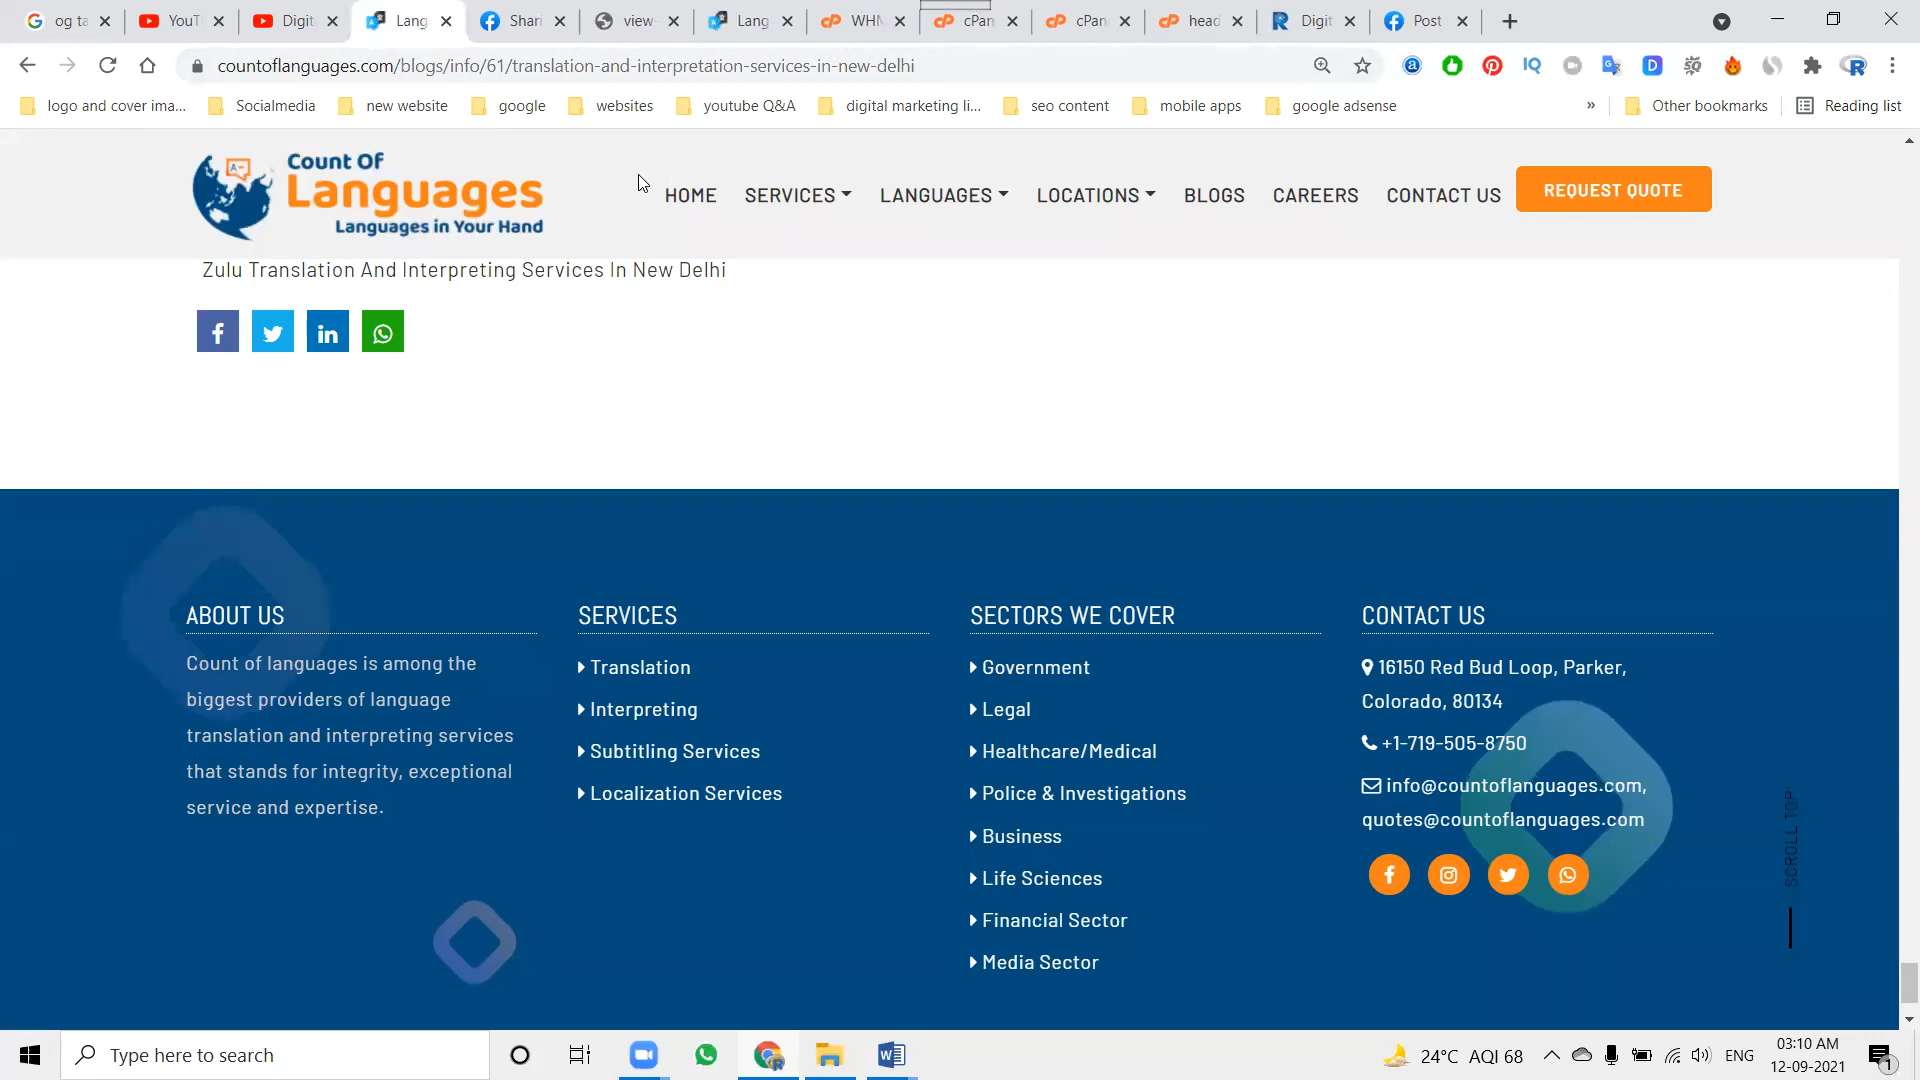 og ta
YouT
Digit
Lang
Shari
view-
Lang
WHM
cPan
cPan
head
Digit
Post
countoflanguages.com/blogs/info/61/translation-and-interpretation-services-in-new-delhi
logo and cover ima...
Socialmedia
new website
google
websites
youtube Q&A
digital marketing li...
seo content
mobile apps
google adsense
»
Other bookmarks
Reading list
Count Of
Languages
Languages in Your Hand
HOME
SERVICES
LANGUAGES
LOCATIONS
BLOGS
CAREERS
CONTACT US
REQUEST QUOTE
Zulu Translation And Interpreting Services In New Delhi
ABOUT US
Count of languages is among the
biggest providers of language
translation and interpreting services
that stands for integrity, exceptional
service and expertise.
SERVICES
Translation
Interpreting
Subtitling Services
Localization Services
SECTORS WE COVER
Government
Legal
Healthcare/Medical
Police & Investigations
Business
Life Sciences
Financial Sector
Media Sector
CONTACT US
16150 Red Bud Loop, Parker,
Colorado, 80134
+1-719-505-8750
info@countoflanguages.com,
quotes@countoflanguages.com
SCROLL TOP
Type here to search
24°C AQI 68
ENG
03:10 AM
12-09-2021
1